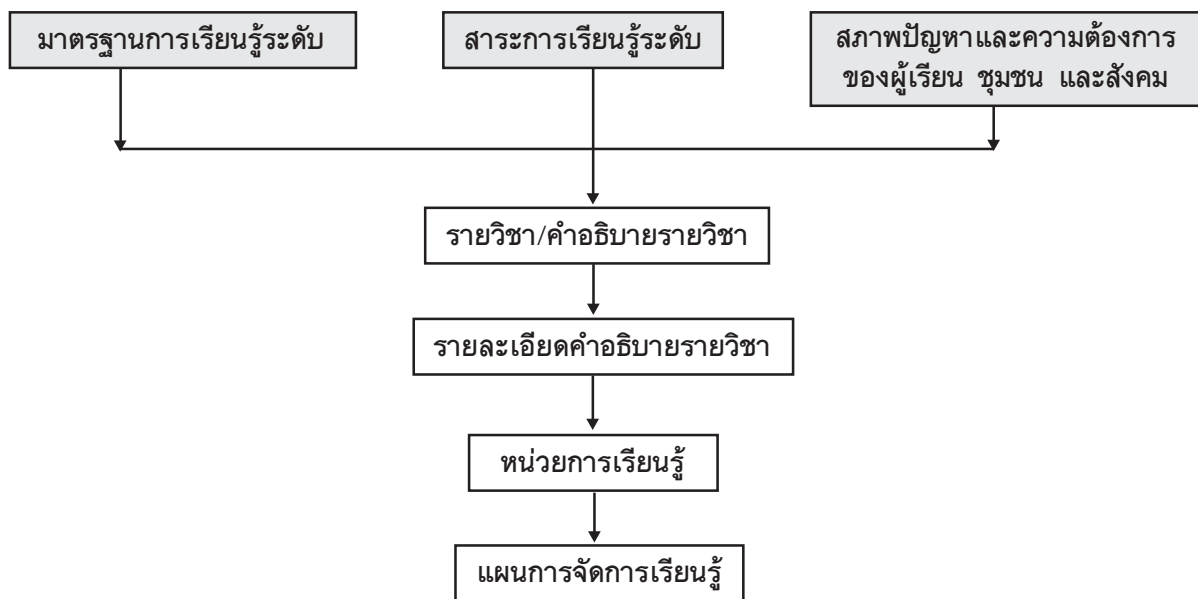 มาตรฐานการเรียนรู้ระดับ
สาระการเรียนรู้ระดับ
สภาพปัญหาและความต้องการ
ของผู้เรียน ชุมชน และสังคม
รายวิชา/คำอธิบายรายวิชา
รายละเอียดคำอธิบายรายวิชา
หน่วยการเรียนรู้
แผนการจัดการเรียนรู้